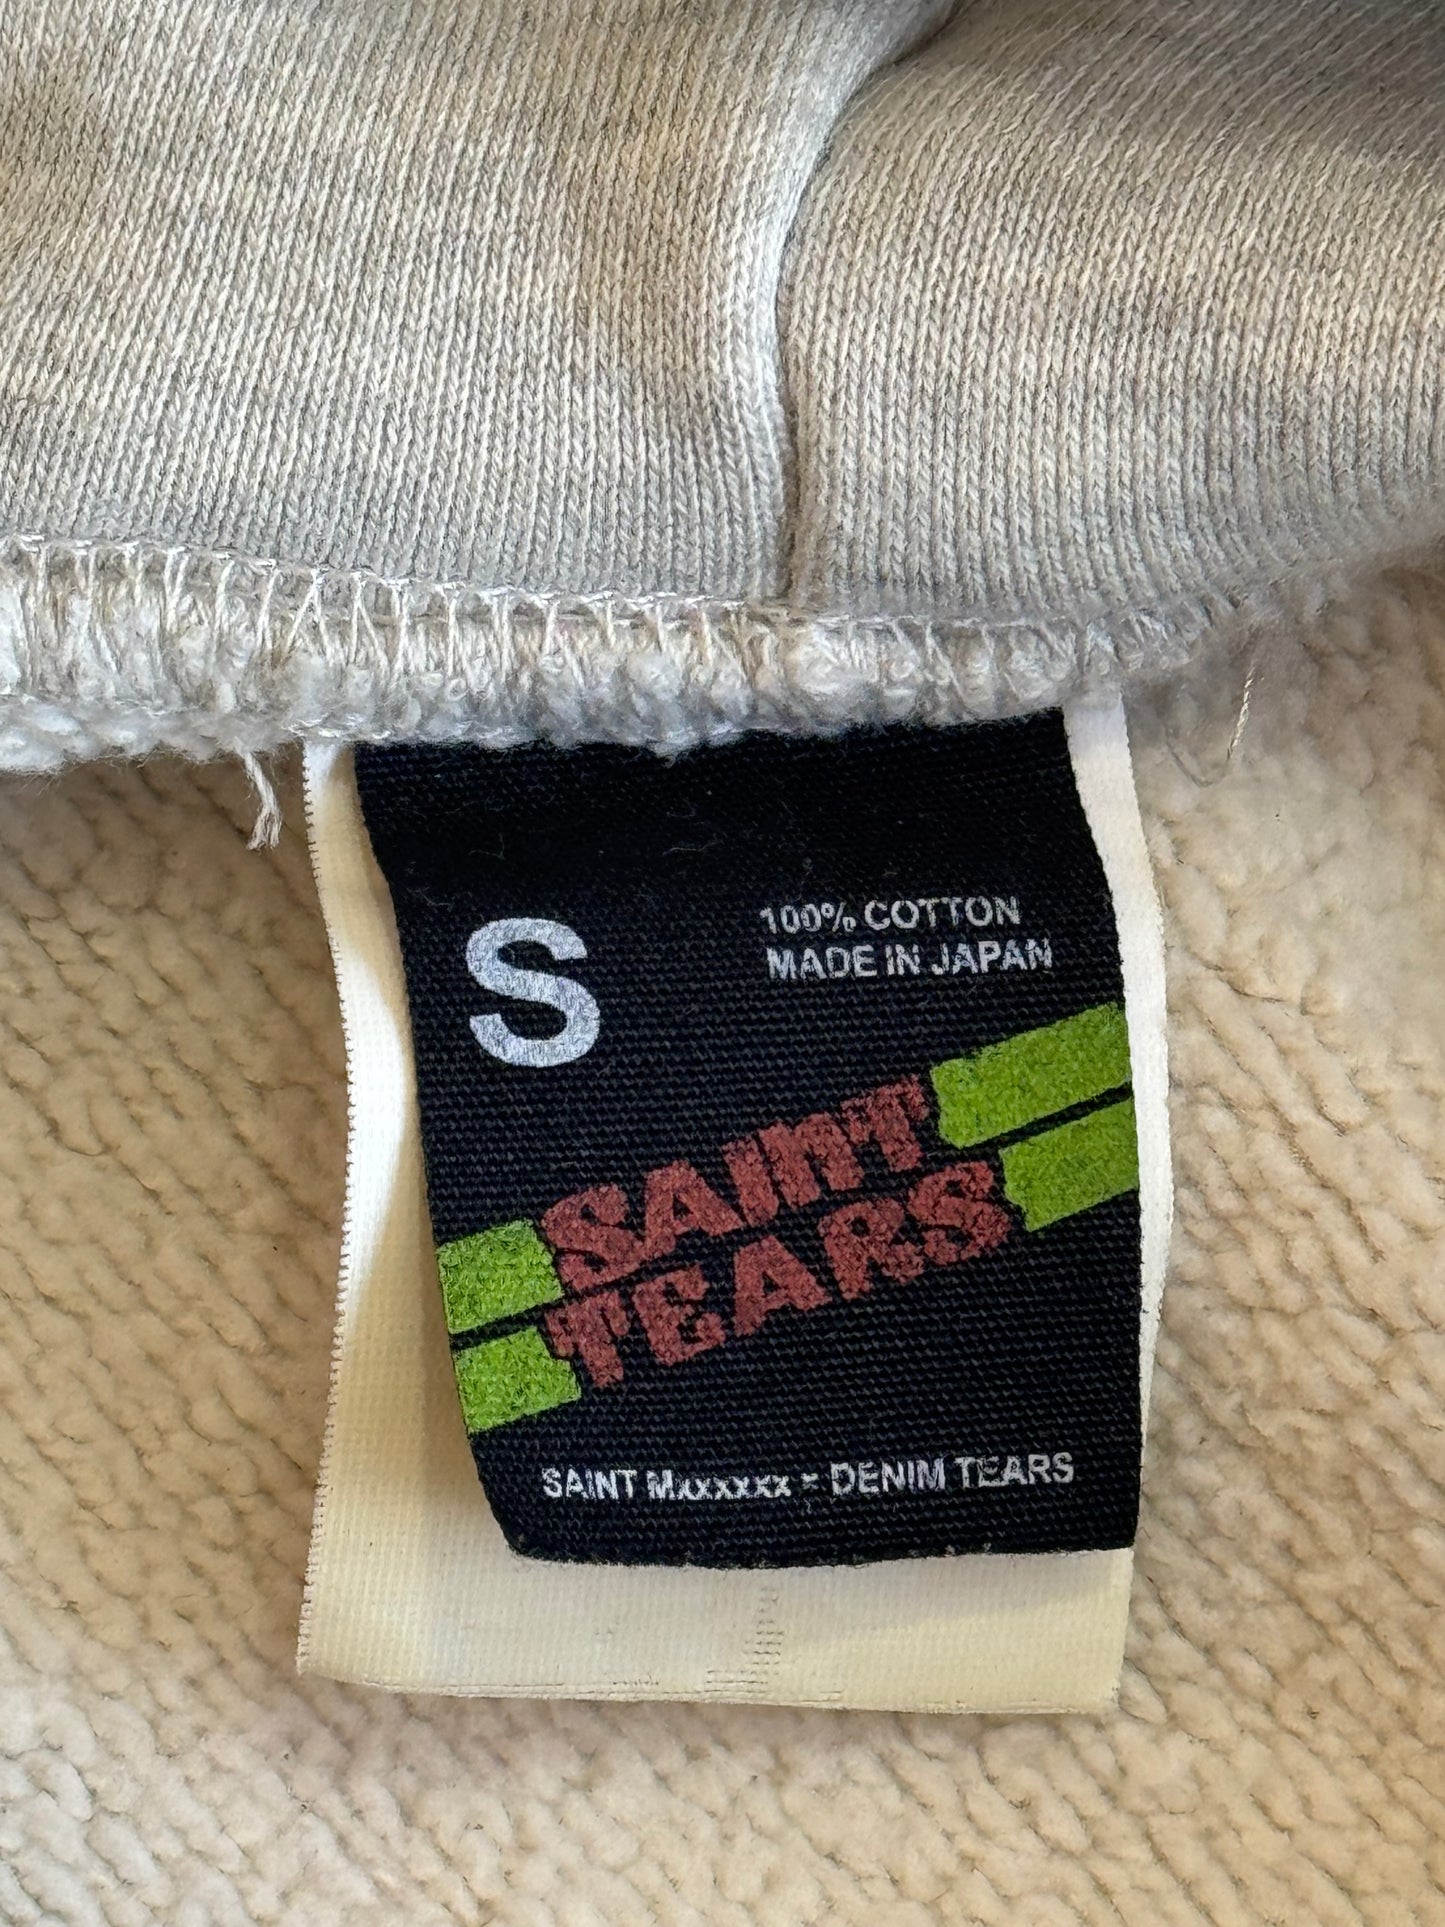 S
100% COTTON
MADE IN JAPAN
SAINT
TEARS
SAINT Mxxxxxx = DENIM TEARS